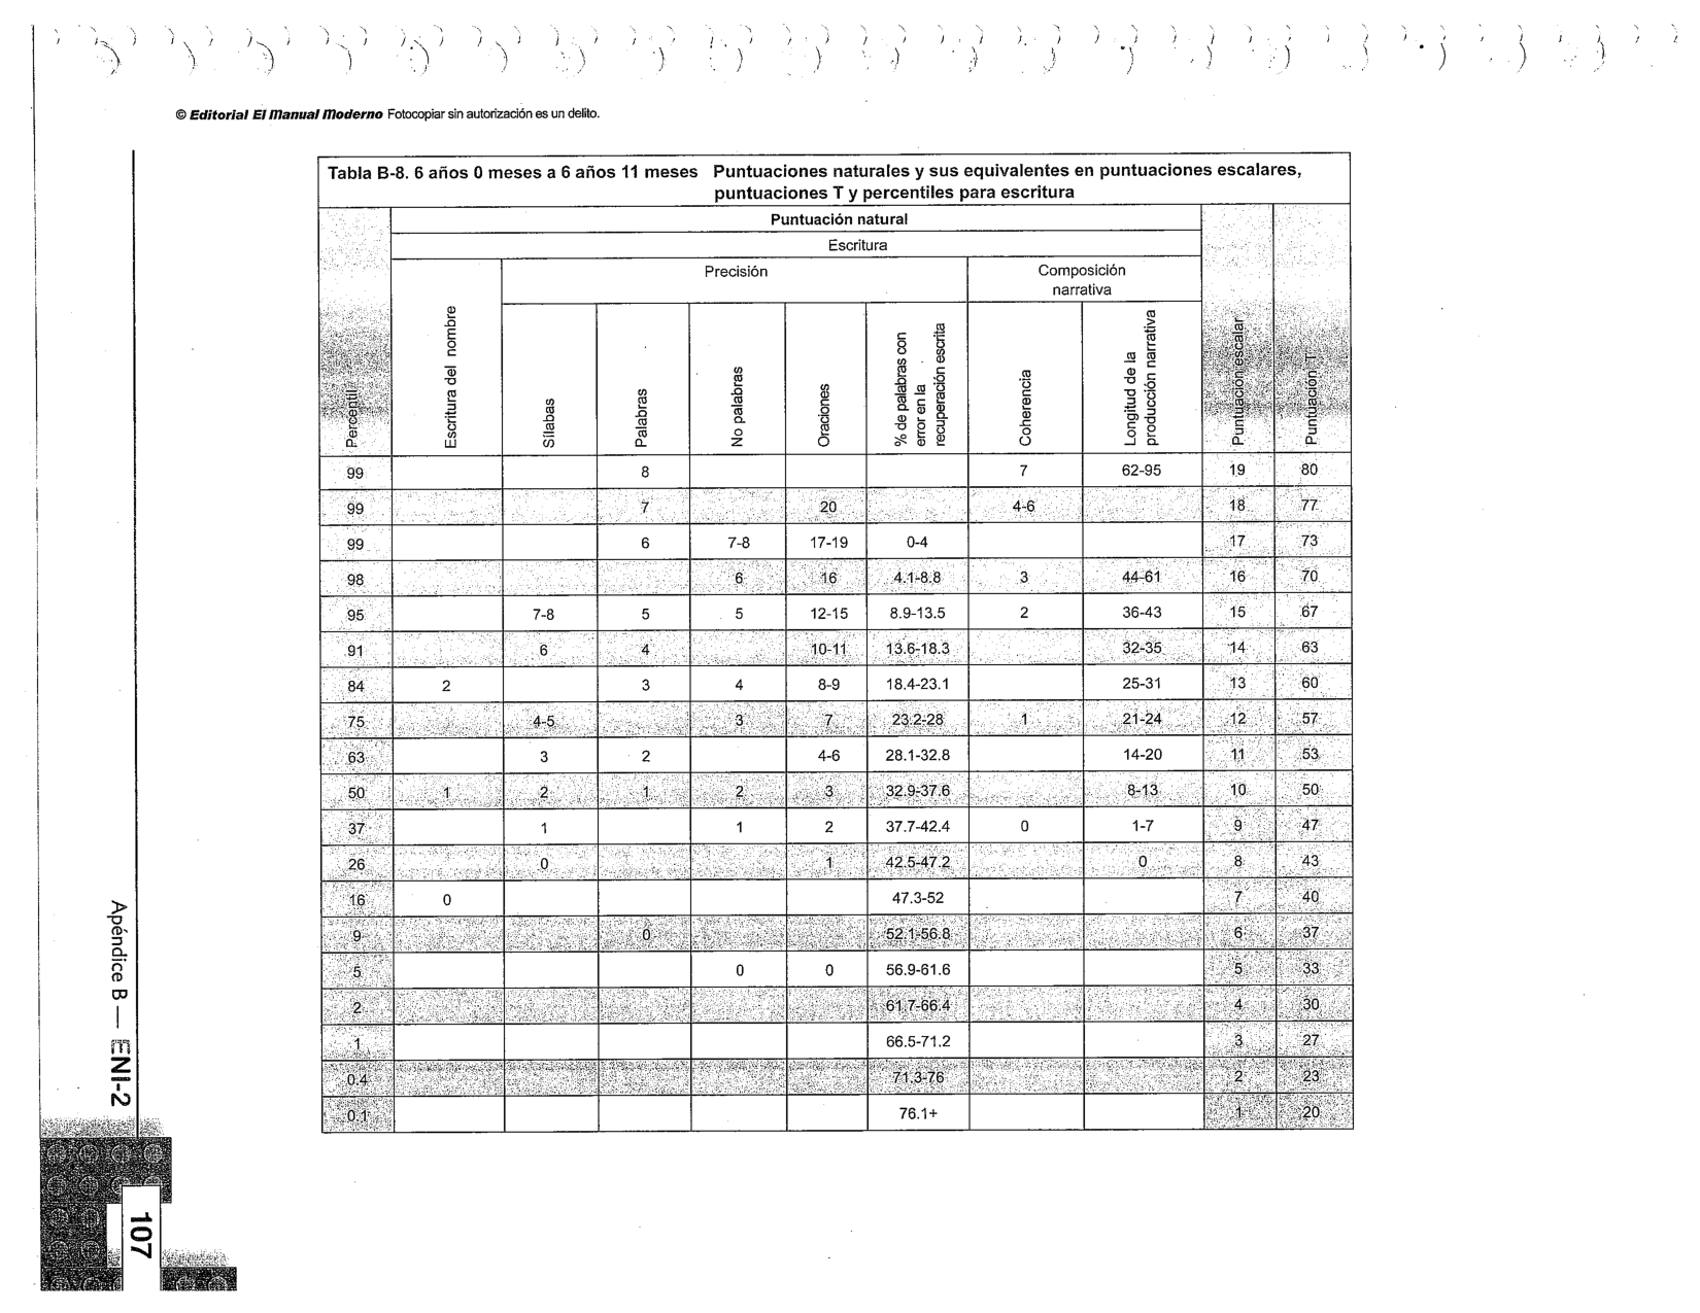 © Editorial El Manual Moderno Fotocopiar sin autorización es un delito.
Tabla B-8. 6 años 0 meses a 6 años 11 meses Puntuaciones naturales y sus equivalentes en puntuaciones escalares,
puntuaciones T y percentiles para escritura
Puntuación natural
Escritura
Precisión
Composición
narrativa
Percentil
Escritura del nombre
Sílabas
Palabras
No palabras
Oraciones
% de palabras con
error en la
recuperación escrita
Coherencia
Longitud de la
producción narrativa
Puntuación escalar
Puntuación T
99 8 7 62-95 19 80
99 7 20 4-6 18 77
99 6 7-8 17-19 0-4 17 73
98 6 16 4.1-8.8 3 44-61 16 70
95 7-8 5 5 12-15 8.9-13.5 2 36-43 15 67
91 6 4 10-11 13.6-18.3 32-35 14 63
84 2 3 4 8-9 18.4-23.1 25-31 13 60
75 4-5 3 7 23.2-28 1 21-24 12 57
63 3 2 4-6 28.1-32.8 14-20 11 53
50 1 2 1 2 3 32.9-37.6 8-13 10 50
37 1 1 2 37.7-42.4 0 1-7 9 47
26 0 1 42.5-47.2 0 8 43
16 0 47.3-52 7 40
9 0 52.1-56.8 6 37
5 0 0 56.9-61.6 5 33
2 61.7-66.4 4 30
1 66.5-71.2 3 27
0.4 71.3-76 2 23
0.1 76.1+ 1 20
Apéndice B — ENI-2
107